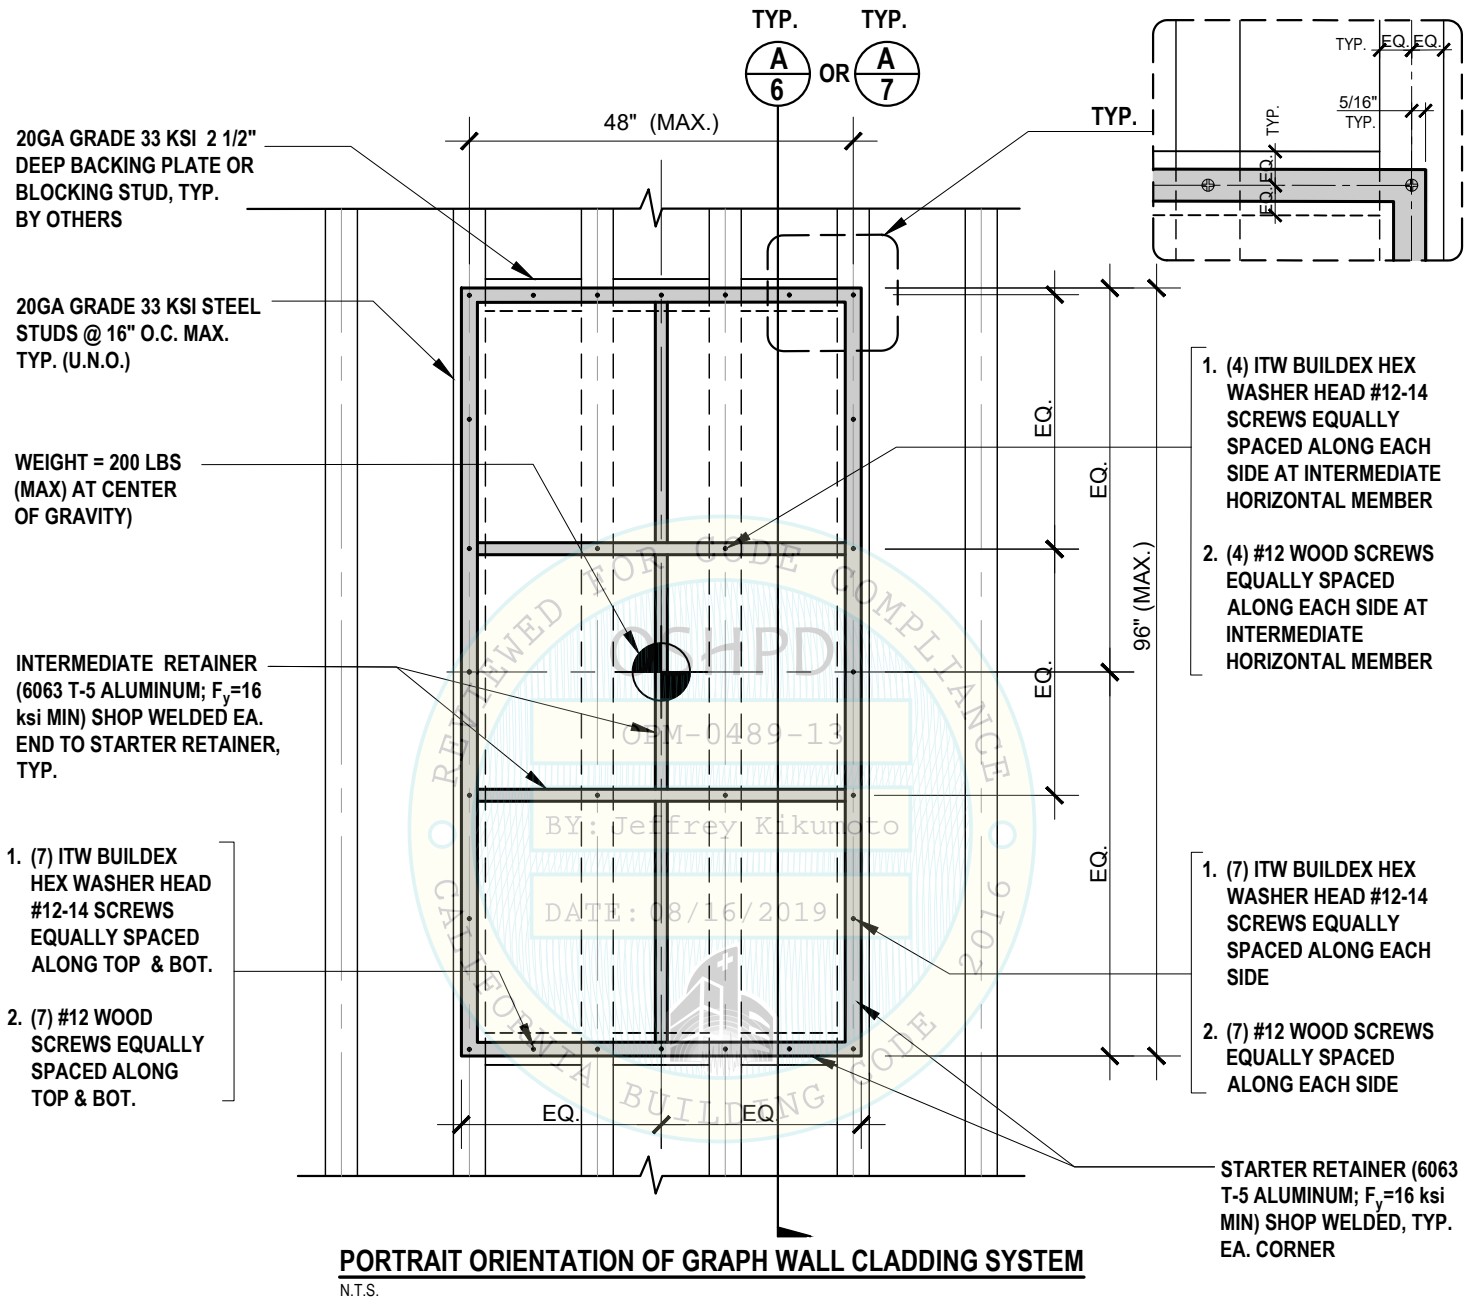 TYP.
TYP.
A
6
OR
A
7
TYP.
EQ.
EQ.
5/16"
TYP.
TYP.
EQ.
EQ.
TYP.
48" (MAX.)
20GA GRADE 33 KSI 2 1/2"
DEEP BACKING PLATE OR
BLOCKING STUD, TYP.
BY OTHERS
20GA GRADE 33 KSI STEEL
STUDS @ 16" O.C. MAX.
TYP. (U.N.O.)
WEIGHT = 200 LBS
(MAX) AT CENTER
OF GRAVITY)
INTERMEDIATE RETAINER
(6063 T-5 ALUMINUM; Fy=16
ksi MIN) SHOP WELDED EA.
END TO STARTER RETAINER,
TYP.
1. (7) ITW BUILDEX
HEX WASHER HEAD
#12-14 SCREWS
EQUALLY SPACED
ALONG TOP & BOT.
2. (7) #12 WOOD
SCREWS EQUALLY
SPACED ALONG
TOP & BOT.
EQ.
EQ.
EQ.
EQ.
96" (MAX.)
EQ.
EQ.
1. (4) ITW BUILDEX HEX
WASHER HEAD #12-14
SCREWS EQUALLY
SPACED ALONG EACH
SIDE AT INTERMEDIATE
HORIZONTAL MEMBER
2. (4) #12 WOOD SCREWS
EQUALLY SPACED
ALONG EACH SIDE AT
INTERMEDIATE
HORIZONTAL MEMBER
1. (7) ITW BUILDEX HEX
WASHER HEAD #12-14
SCREWS EQUALLY
SPACED ALONG EACH
SIDE
2. (7) #12 WOOD SCREWS
EQUALLY SPACED
ALONG EACH SIDE
STARTER RETAINER (6063
T-5 ALUMINUM; Fy=16 ksi
MIN) SHOP WELDED, TYP.
EA. CORNER
REVIEWED FOR CODE COMPLIANCE
OSHPD
OPM-0489-13
BY: Jeffrey Kikumoto
DATE: 08/16/2019
CALIFORNIA BUILDING CODE 2016
PORTRAIT ORIENTATION OF GRAPH WALL CLADDING SYSTEM
N.T.S.